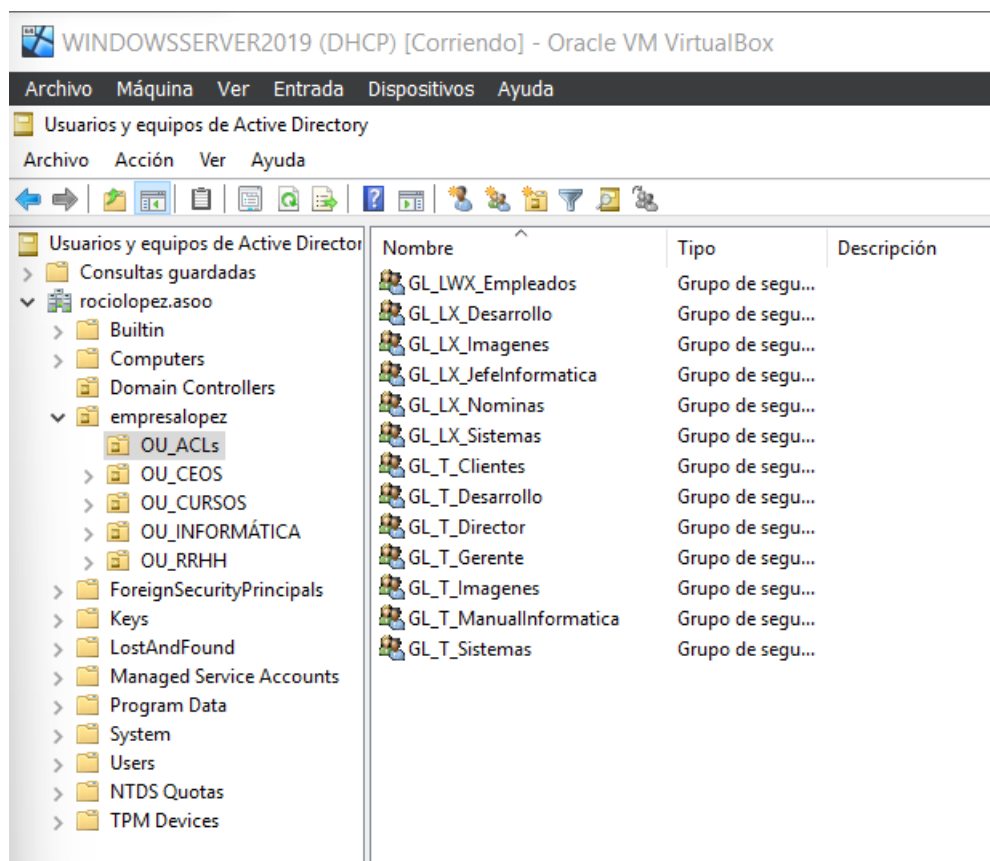 WINDOWSSERVER2019 (DHCP) [Corriendo] - Oracle VM VirtualBox
Archivo Máquina Ver Entrada Dispositivos Ayuda
Usuarios y equipos de Active Directory
Archivo Acción Ver Ayuda
Usuarios y equipos de Active Director
Consultas guardadas
rociolopez.asoo
Builtin
Computers
Domain Controllers
empresalopez
OU_ACLs
OU_CEOS
OU_CURSOS
OU_INFORMÁTICA
OU_RRHH
ForeignSecurityPrincipals
Keys
LostAndFound
Managed Service Accounts
Program Data
System
Users
NTDS Quotas
TPM Devices
Nombre Tipo Descripción
GL_LWX_Empleados Grupo de segu...
GL_LX_Desarrollo Grupo de segu...
GL_LX_Imagenes Grupo de segu...
GL_LX_JefeInformatica Grupo de segu...
GL_LX_Nominas Grupo de segu...
GL_LX_Sistemas Grupo de segu...
GL_T_Clientes Grupo de segu...
GL_T_Desarrollo Grupo de segu...
GL_T_Director Grupo de segu...
GL_T_Gerente Grupo de segu...
GL_T_Imagenes Grupo de segu...
GL_T_ManualInformatica Grupo de segu...
GL_T_Sistemas Grupo de segu...